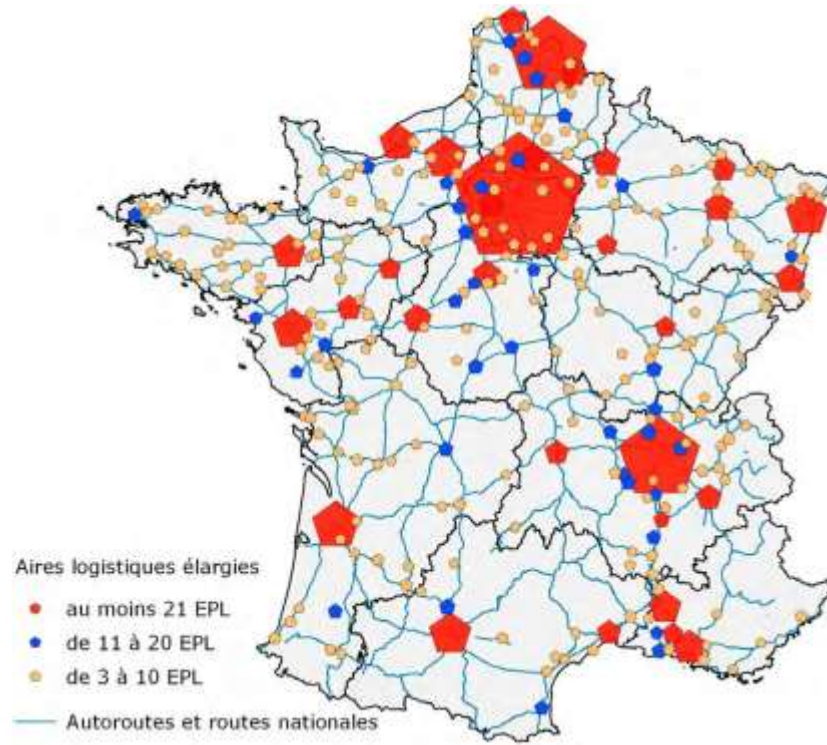 Aires logistiques élargies
au moins 21 EPL
de 11 à 20 EPL
de 3 à 10 EPL
Autoroutes et routes nationales